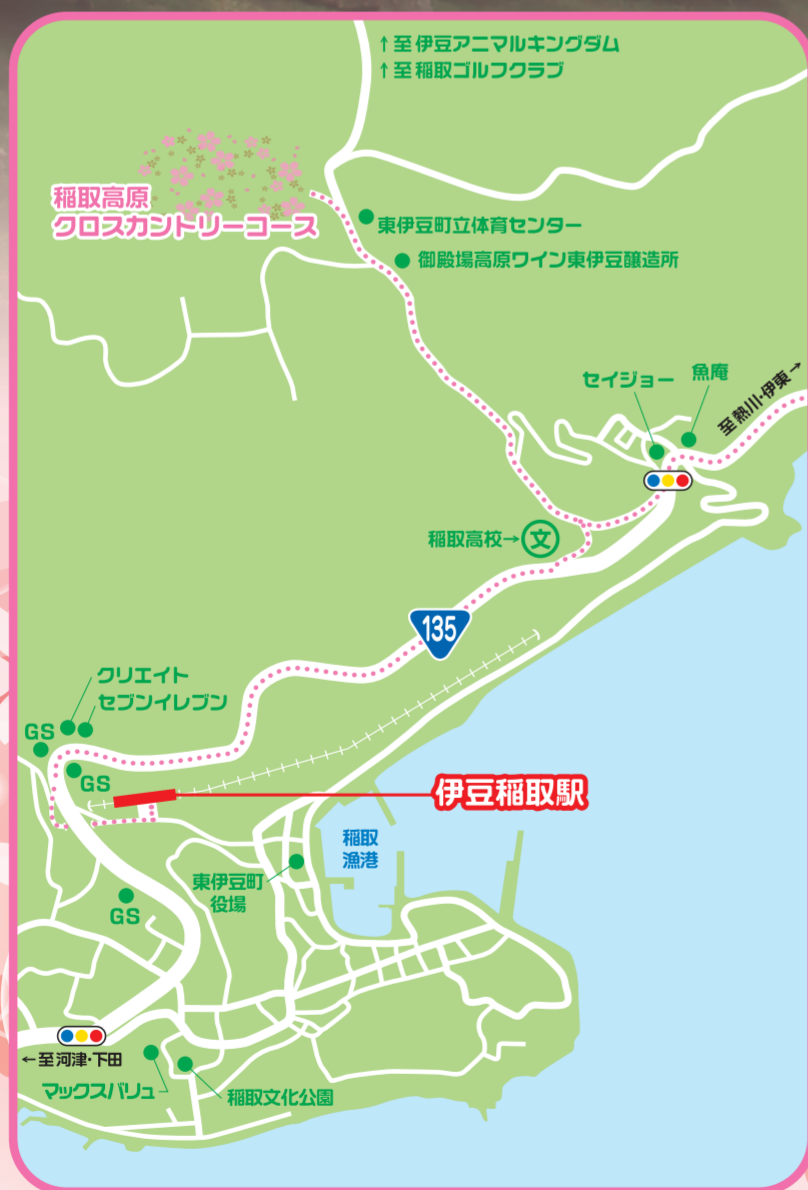 ↑至伊豆アニマルキングダム
↑至稲取ゴルフクラブ
稲取高原
クロスカントリーコース
東伊豆町立体育センター
御殿場高原ワイン東伊豆醸造所
セイジョー
魚庵
至熱川・伊東→
稲取高校→文
135
クリエイト
セブンイレブン
GS
GS
伊豆稲取駅
稲取
漁港
東伊豆町
役場
GS
←至河津・下田
マックスバリュ
稲取文化公園